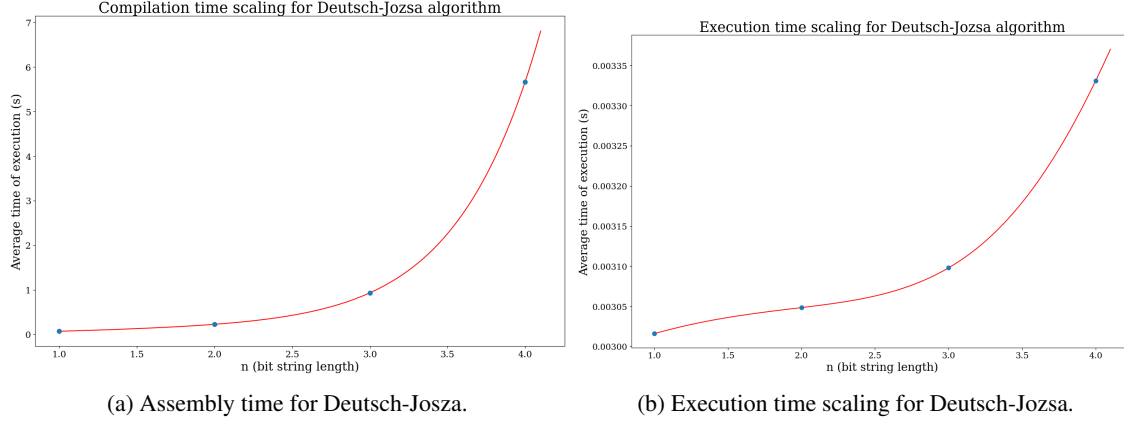 Compilation time scaling for Deutsch-Jozsa algorithm
7
6
5
4
3
2
1
0
Average time of execution (s)
1.0 1.5 2.0 2.5 3.0 3.5 4.0
n (bit string length)
(a) Assembly time for Deutsch-Josza.
Execution time scaling for Deutsch-Jozsa algorithm
0.00335
0.00330
0.00325
0.00320
0.00315
0.00310
0.00305
0.00300
Average time of execution (s)
1.0 1.5 2.0 2.5 3.0 3.5 4.0
n (bit string length)
(b) Execution time scaling for Deutsch-Jozsa.